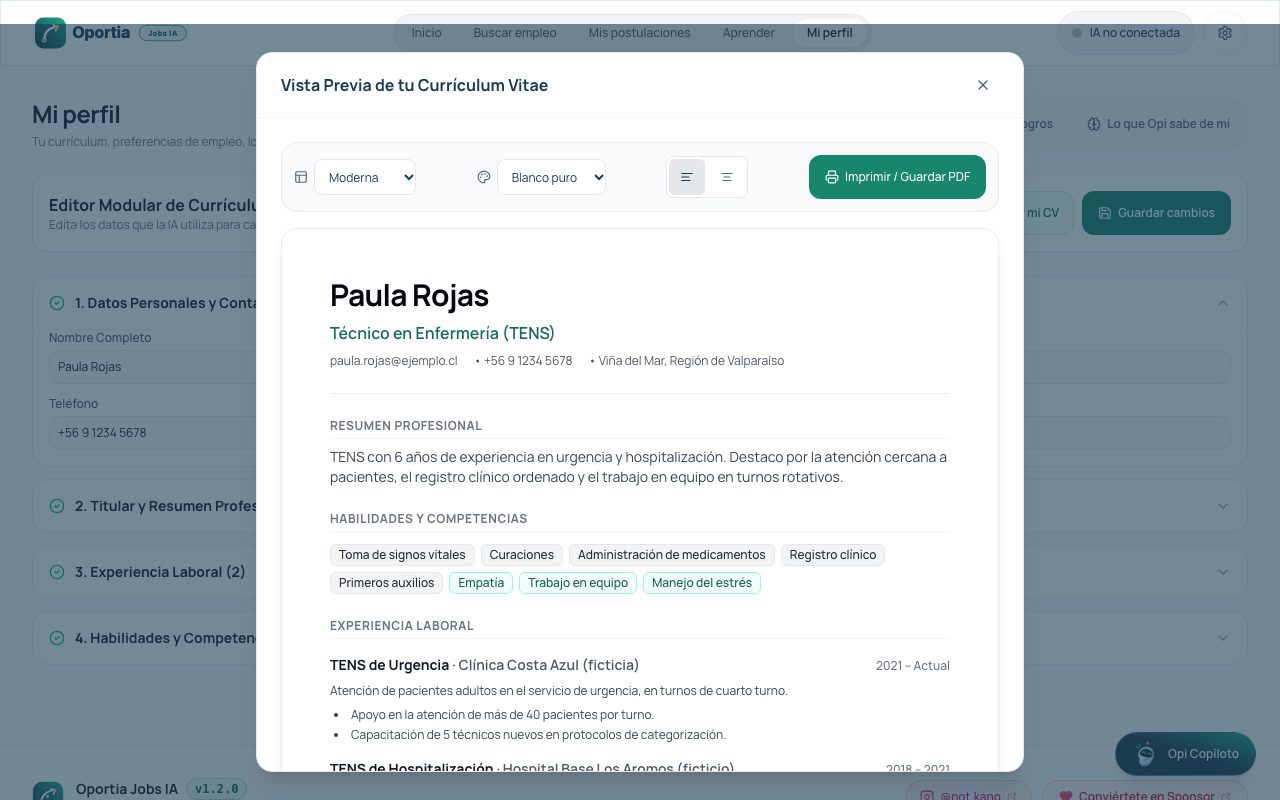 Oportia Jobs IA
Inicio Buscar empleo Mis postulaciones Aprender Mi perfil
IA no conectada
Vista Previa de tu Currículum Vitae
Mi perfil
Tu currículum, preferencias de empleo,
Lo que Opi sabe de mí
Moderna
Blanco puro
Imprimir / Guardar PDF
Editor Modular de
Edita los datos que la IA utiliza para
mi CV
Guardar cambios
Paula Rojas
Técnico en Enfermería (TENS)
paula.rojas@ejemplo.cl • +56 9 1234 5678 • Viña del Mar, Región de Valparaíso
1. Datos Personales y
Nombre Completo
Paula Rojas
Teléfono
+56 9 1234 5678
RESUMEN PROFESIONAL
TENS con 6 años de experiencia en urgencia y hospitalización. Destaco por la atención cercana a
pacientes, el registro clínico ordenado y el trabajo en equipo en turnos rotativos.
2. Titular y Resumen
HABILIDADES Y COMPETENCIAS
Toma de signos vitales Curaciones Administración de medicamentos Registro clínico
Primeros auxilios Empatía Trabajo en equipo Manejo del estrés
3. Experiencia Laboral (2)
4. Habilidades y
EXPERIENCIA LABORAL
TENS de Urgencia · Clínica Costa Azul (ficticia) 2021 – Actual
Atención de pacientes adultos en el servicio de urgencia, en turnos de cuarto turno.
• Apoyo en la atención de más de 40 pacientes por turno.
• Capacitación de 5 técnicos nuevos en protocolos de categorización.
TENS de Hospitalización · Hospital Base Los Aromos (ficticio) 2018 – 2021
Opi Copiloto
Oportia Jobs IA v1.2.0
@not.kano
Conviértete en Sponsor